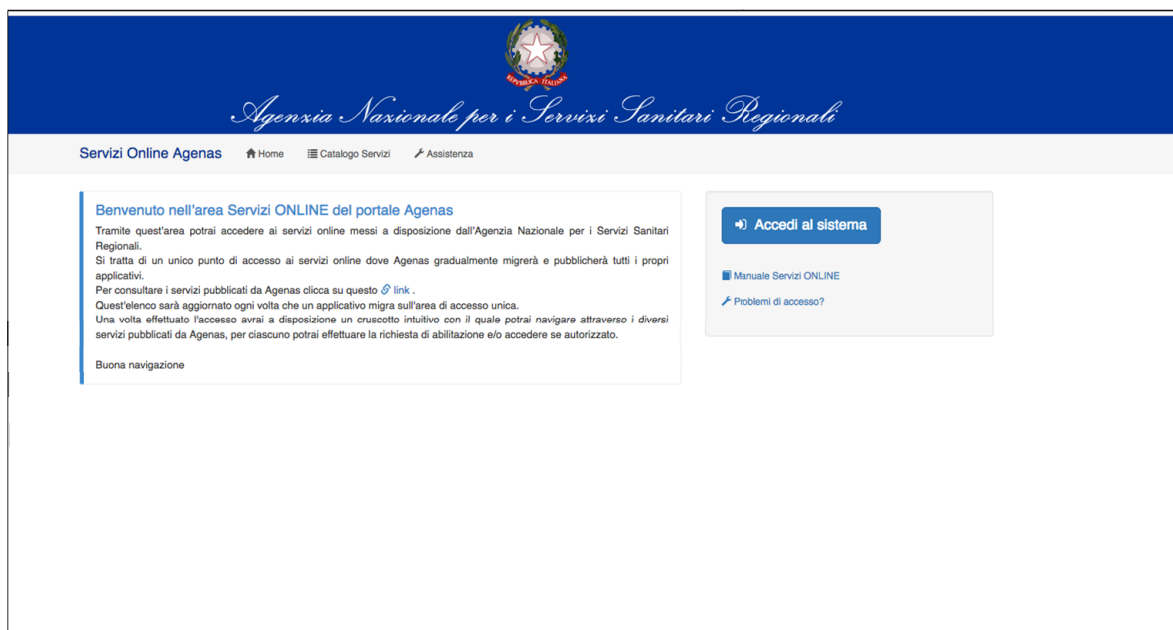 REPVBBLICA ITALIANA
Agenzia Nazionale per i Servizi Sanitari Regionali
Servizi Online Agenas
Home
Catalogo Servizi
Assistenza
Benvenuto nell'area Servizi ONLINE del portale Agenas
Tramite quest'area potrai accedere ai servizi online messi a disposizione dall'Agenzia Nazionale per i Servizi Sanitari
Regionali.
Si tratta di un unico punto di accesso ai servizi online dove Agenas gradualmente migrerà e pubblicherà tutti i propri
applicativi.
Per consultare i servizi pubblicati da Agenas clicca su questo link .
Quest'elenco sarà aggiornato ogni volta che un applicativo migra sull'area di accesso unica.
Una volta effettuato l'accesso avrai a disposizione un cruscotto intuitivo con il quale potrai navigare attraverso i diversi
servizi pubblicati da Agenas, per ciascuno potrai effettuare la richiesta di abilitazione e/o accedere se autorizzato.
Buona navigazione
Accedi al sistema
Manuale Servizi ONLINE
Problemi di accesso?